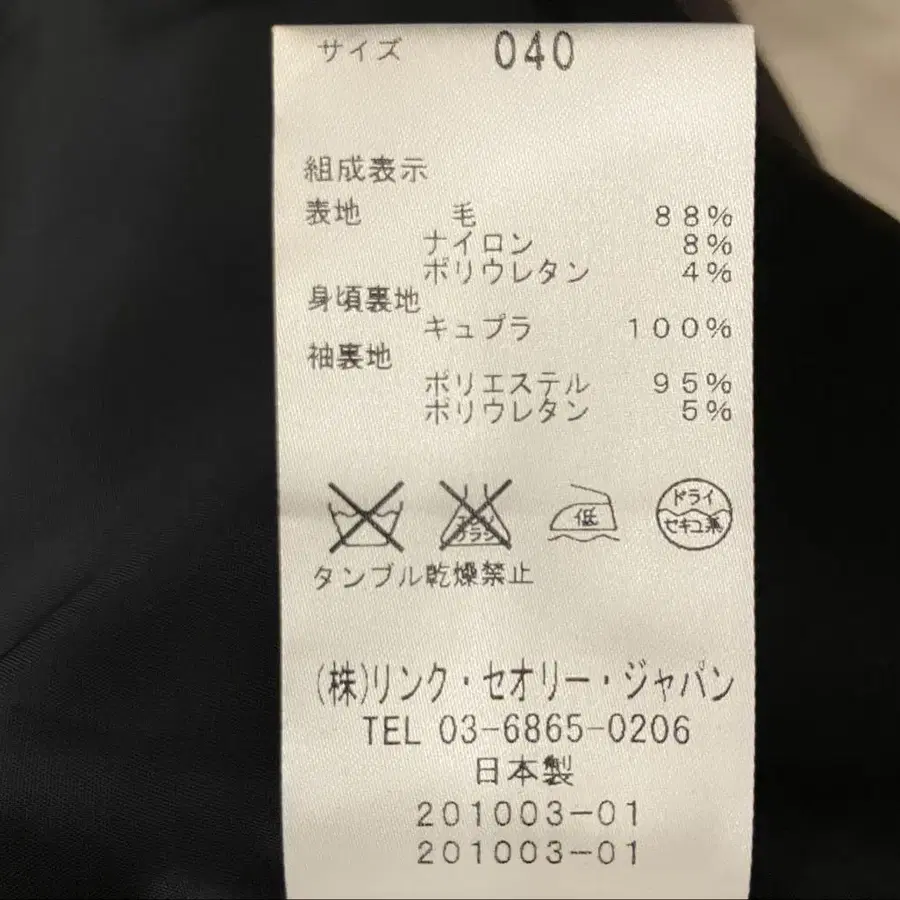 サイズ 040
組成表示
表地 毛 88%
ナイロン 8%
ポリウレタン 4%
身頃裏地
キュプラ 100%
袖裏地
ポリエステル 95%
ポリウレタン 5%
低 ドライ
セキユ系
タンブル乾燥禁止
(株)リンク・セオリー・ジャパン
TEL 03-6865-0206
日本製
201003-01
201003-01